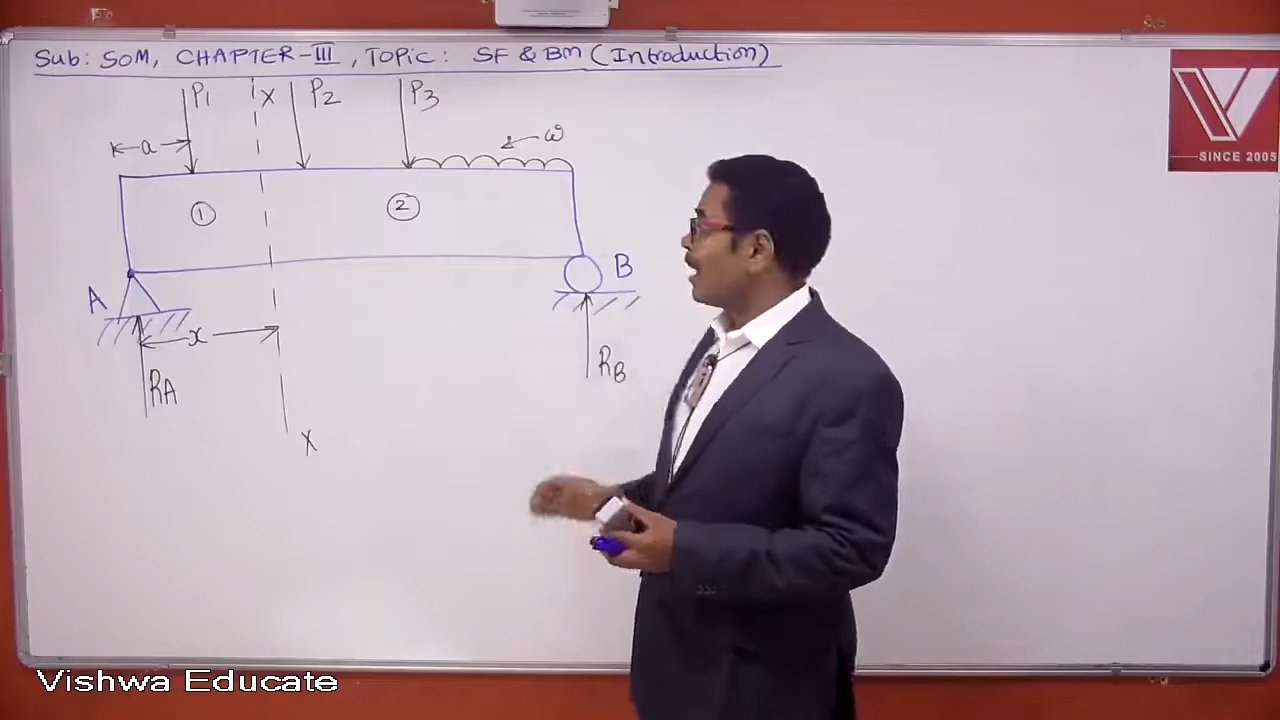 Sub: SOM, CHAPTER-III, TOPIC: SF & BM (Introduction)
P1 X P2 P3
a ω
1 2
A B
x
RA RB
X
V
SINCE 2005
Vishwa Educate